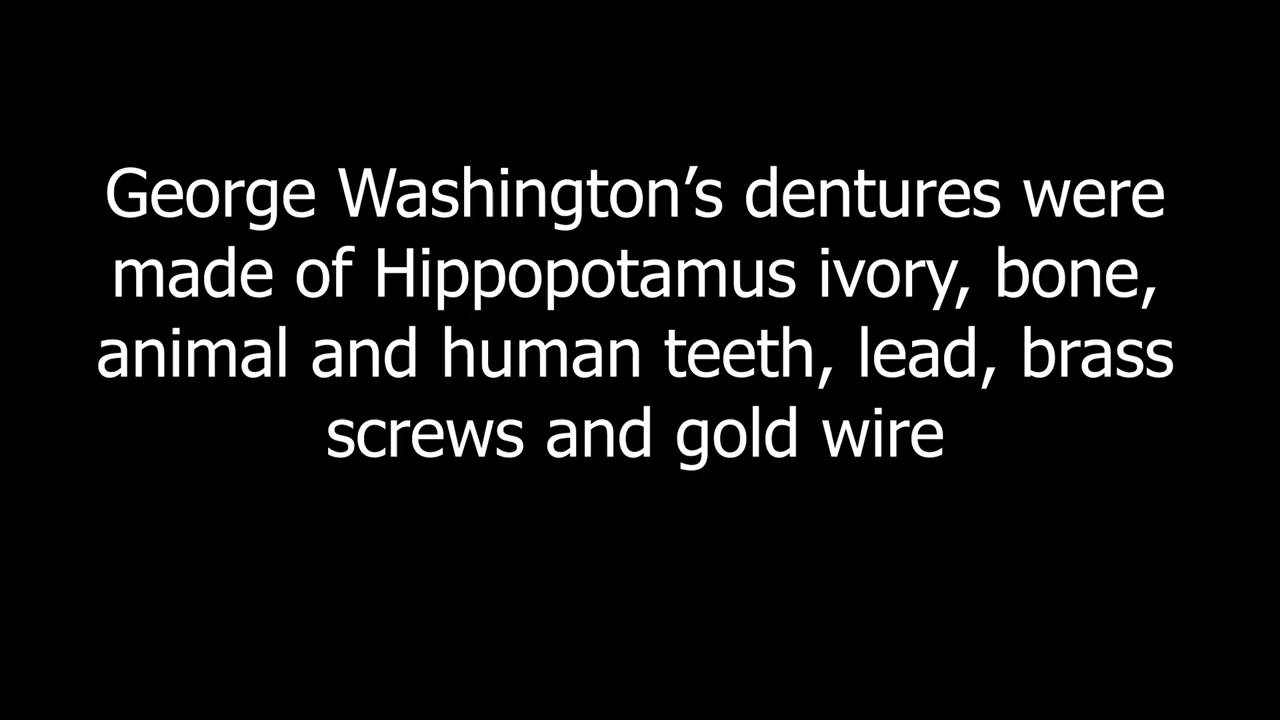 George Washington’s dentures were
made of Hippopotamus ivory, bone,
animal and human teeth, lead, brass
screws and gold wire